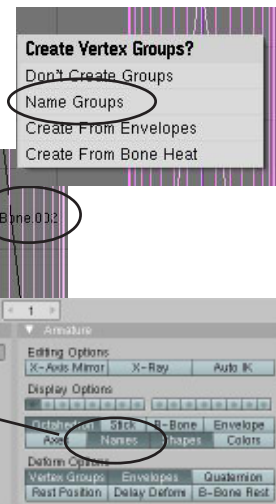 Create Vertex Groups?
Don't Create Groups
Name Groups
Create From Envelopes
Create From Bone Heat
Bone.002
1
Armature
Editing Options
X-Axis Mirror X-Ray Auto IK
Display Options
Octahedron Stick B-Bone Envelope
Axes Names Shapes Colors
Deform Options
Vertex Groups Envelopes Quaternion
Rest Position Delay Deform B-Bone Rest